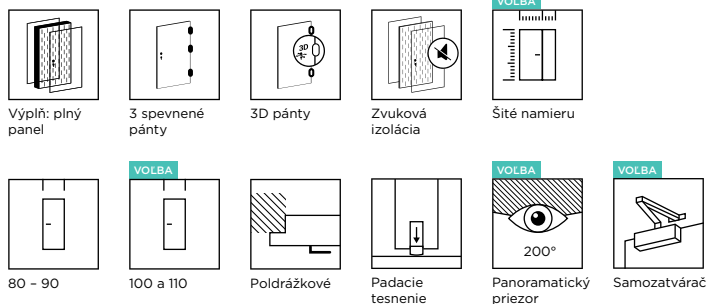 VOĽBA
3D
Výplň: plný
panel
3 spevnené
pánty
3D pánty
Zvuková
izolácia
Šité namieru
VOĽBA
VOĽBA
VOĽBA
200°
80 – 90
100 a 110
Poldrážkové
Padacie
tesnenie
Panoramatický
priezor
Samozatvárač